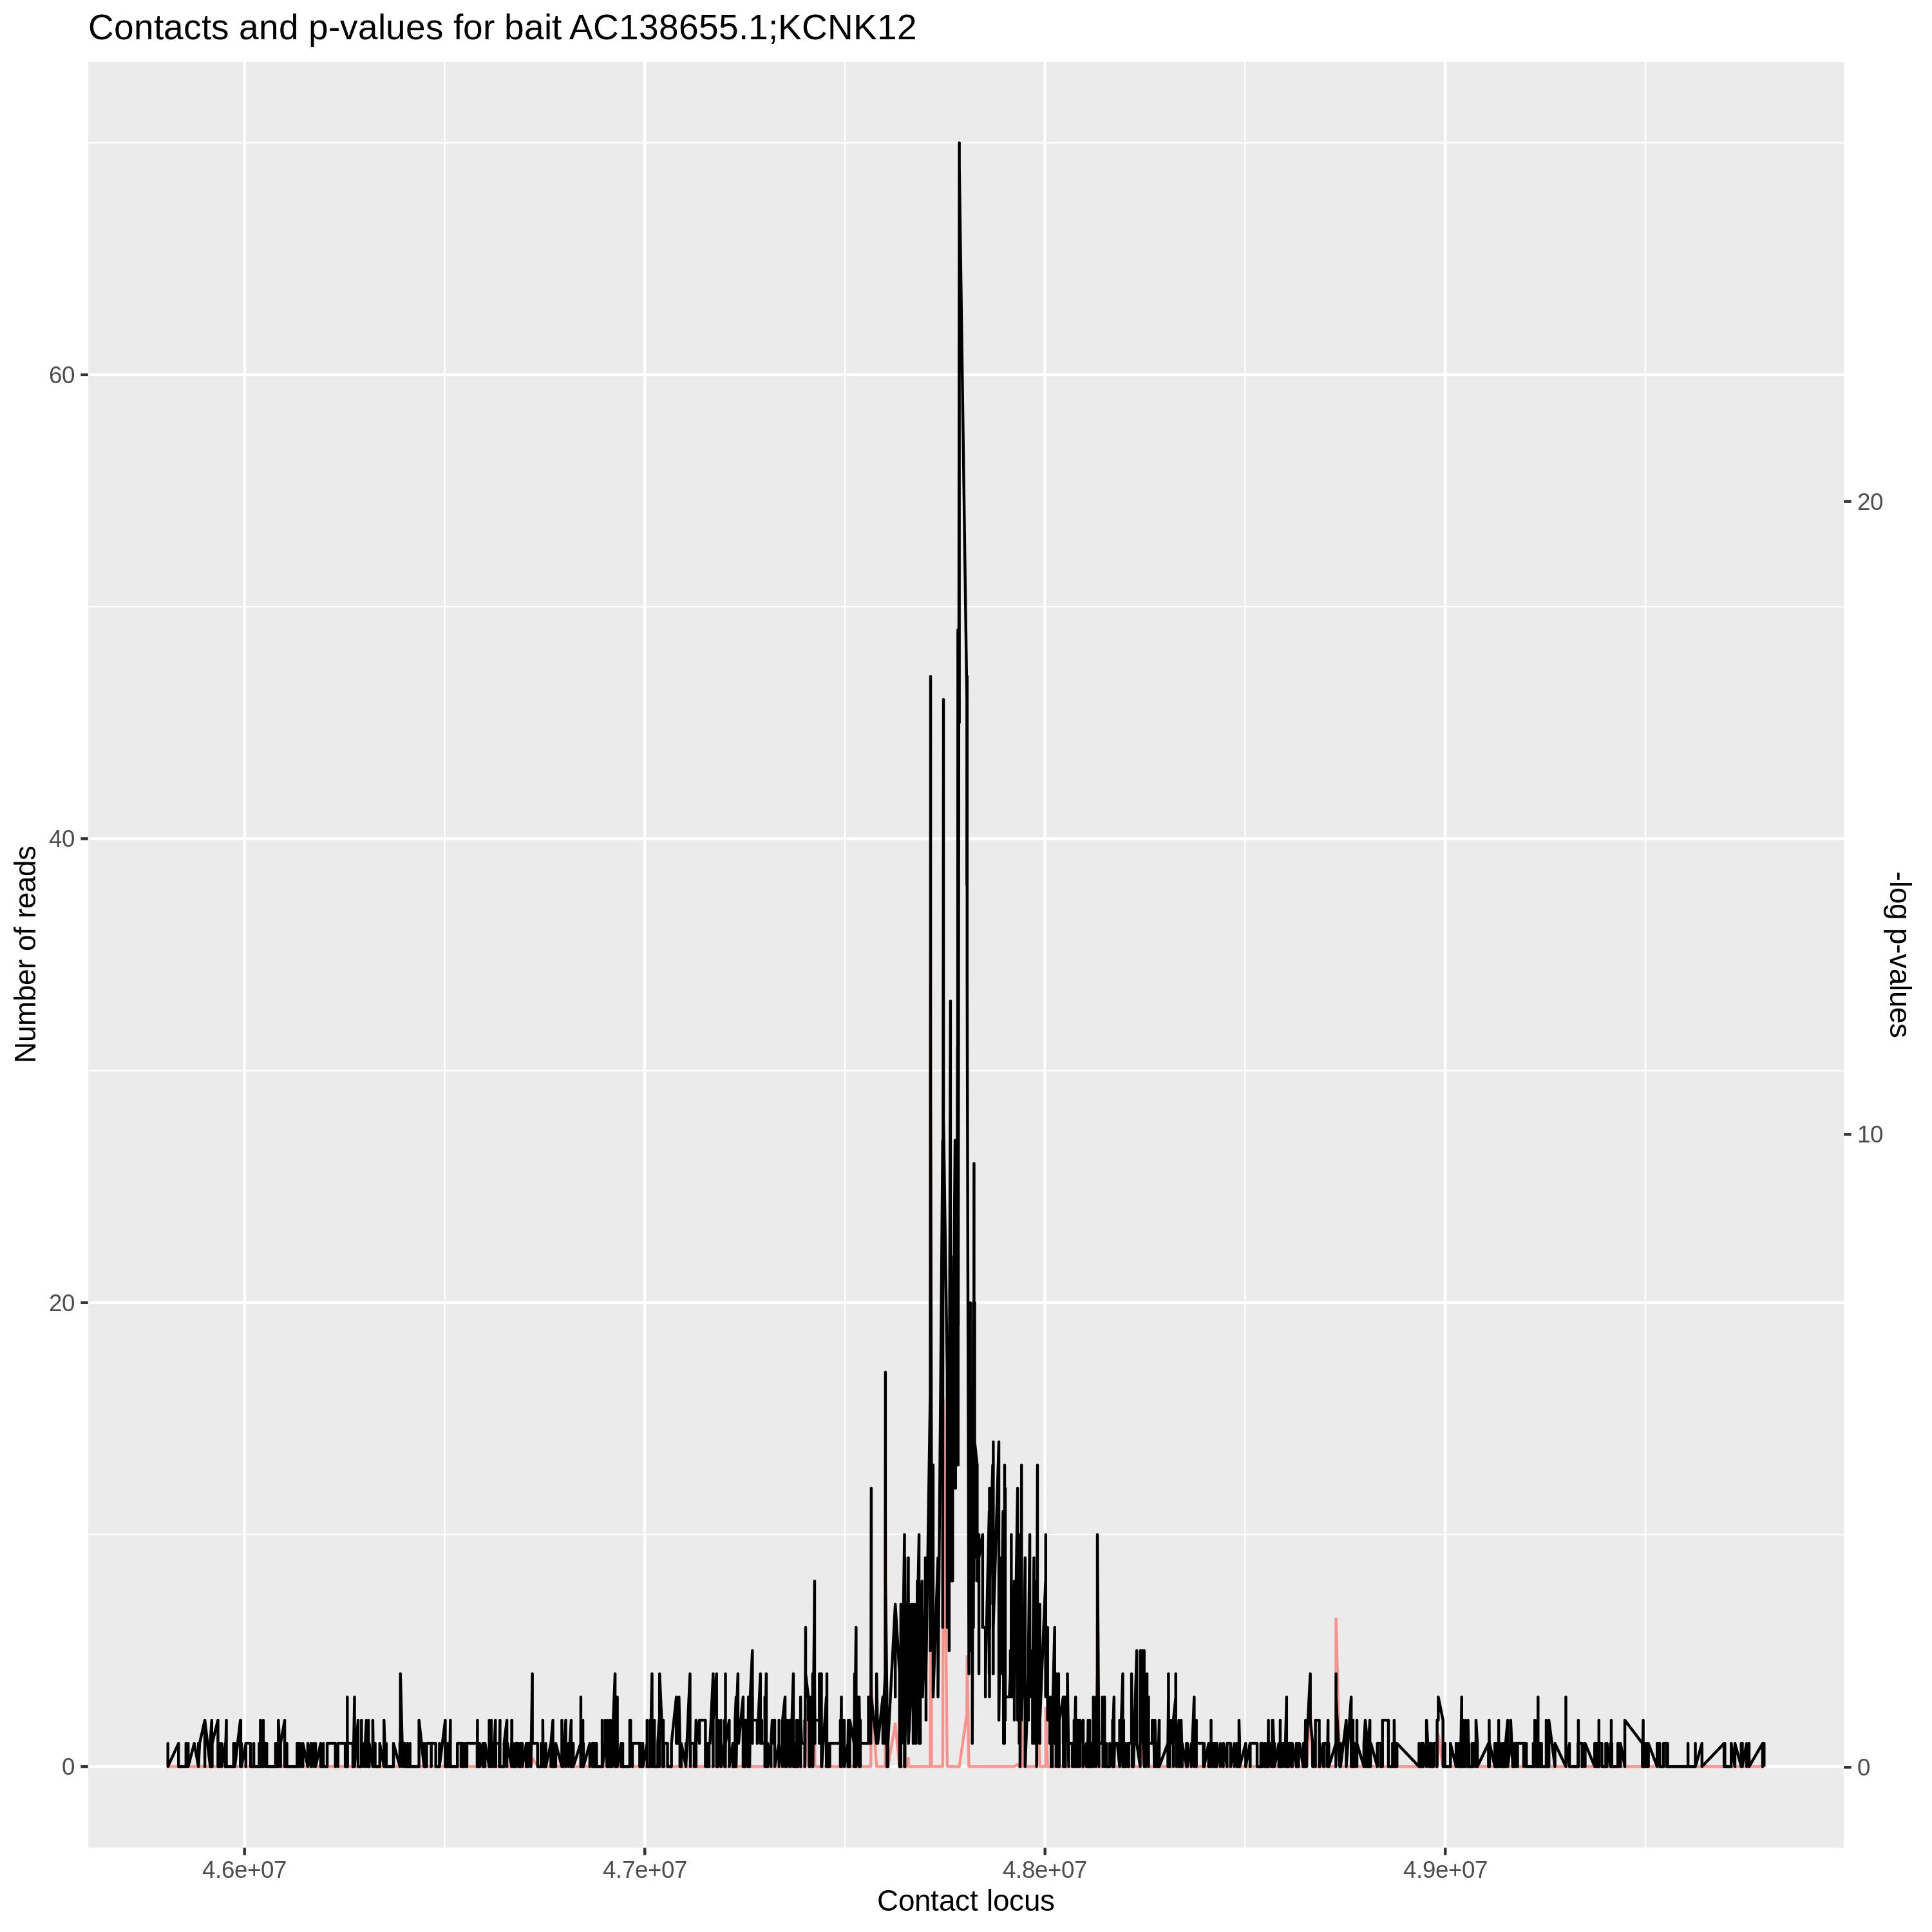 Contacts and p-values for bait AC138655.1;KCNK12
60
40
20
0
Number of reads
20
10
0
-log p-values
4.6e+07
4.7e+07
4.8e+07
4.9e+07
Contact locus